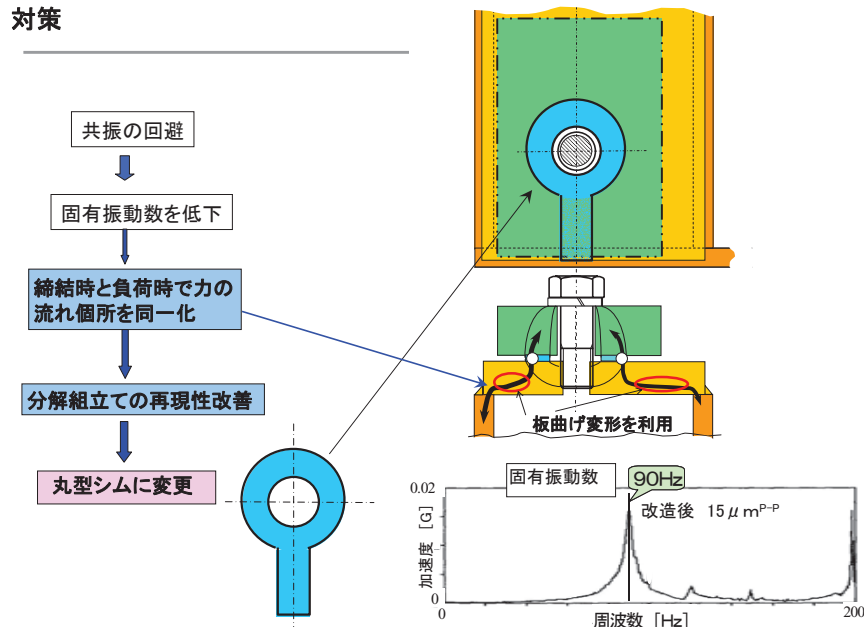 対策
共振の回避
固有振動数を低下
締結時と負荷時で力の
流れ個所を同一化
分解組立ての再現性改善
丸型シムに変更
板曲げ変形を利用
固有振動数
90Hz
改造後 15μmP-P
0.02
加速度 [G]
0
0
周波数 [Hz]
200